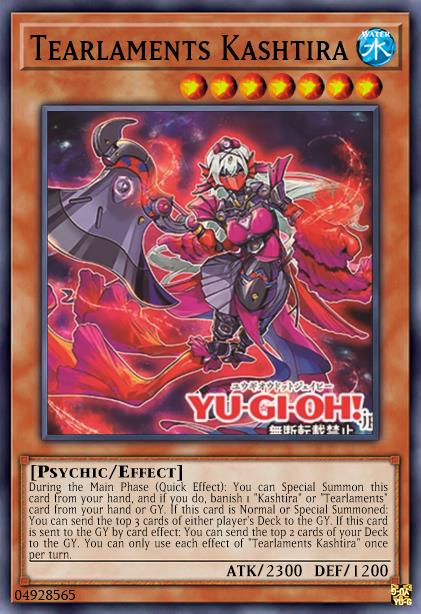 TEARLAMENTS KASHTIRA
WATER
水
ユウギオウドットジェイピー
YU-GI-OH!
.jp
無断転載禁止
[PSYCHIC/EFFECT]
During the Main Phase (Quick Effect): You can Special Summon this
card from your hand, and if you do, banish 1 "Kashtira" or "Tearlaments"
card from your hand or GY. If this card is Normal or Special Summoned:
You can send the top 3 cards of either player's Deck to the GY. If this card
is sent to the GY by card effect: You can send the top 2 cards of your Deck
to the GY. You can only use each effect of "Tearlaments Kashtira" once
per turn.
ATK/2300 DEF/1200
04928565